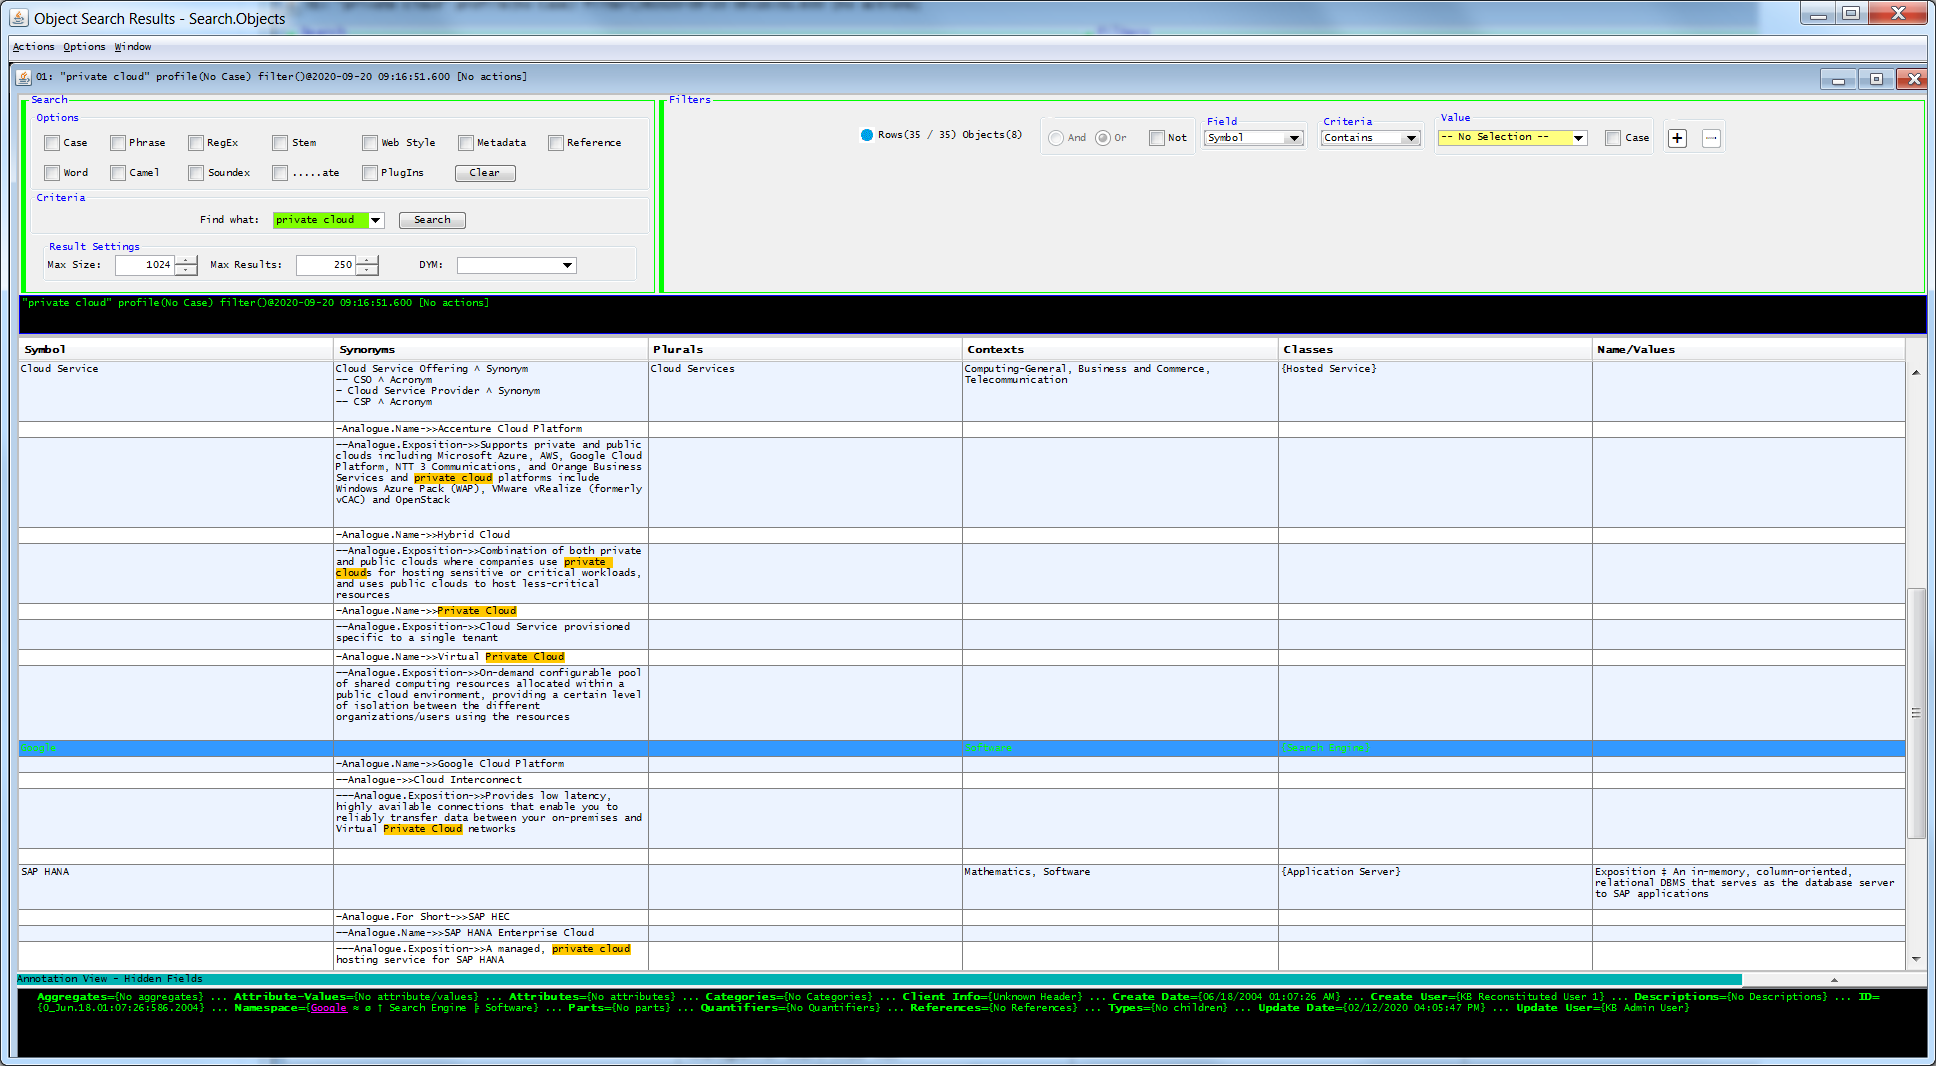 Object Search Results - Search.Objects
Actions Options Window
01: "private cloud" profile(No Case) filter()@2020-09-20 09:16:51.600 [No actions]
Search
Options
Case Phrase RegEx Stem Web Style Metadata Reference
Word Camel Soundex .....ate PlugIns Clear
Criteria
Find what: private cloud Search
Result Settings
Max Size: 1024 Max Results: 250 DYM:
Filters
Rows(35 / 35) Objects(8)
And Or Not
Field
Symbol
Criteria
Contains
Value
-- No Selection --
Case
"private cloud" profile(No Case) filter()@2020-09-20 09:16:51.600 [No actions]
Symbol Synonyms Plurals Contexts Classes Name/Values
Cloud Service
Cloud Service Offering ^ Synonym
-- CSO ^ Acronym
- Cloud Service Provider ^ Synonym
-- CSP ^ Acronym
Cloud Services
Computing-General, Business and Commerce,
Telecommunication
{Hosted Service}
-Analogue.Name->>Accenture Cloud Platform
--Analogue.Exposition->>Supports private and public
clouds including Microsoft Azure, AWS, Google Cloud
Platform, NTT 3 Communications, and Orange Business
Services and private cloud platforms include
Windows Azure Pack (WAP), VMware vRealize (formerly
vCAC) and OpenStack
-Analogue.Name->>Hybrid Cloud
--Analogue.Exposition->>Combination of both private
and public clouds where companies use private
clouds for hosting sensitive or critical workloads,
and uses public clouds to host less-critical
resources
-Analogue.Name->>Private Cloud
--Analogue.Exposition->>Cloud Service provisioned
specific to a single tenant
-Analogue.Name->>Virtual Private Cloud
--Analogue.Exposition->>On-demand configurable pool
of shared computing resources allocated within a
public cloud environment, providing a certain level
of isolation between the different
organizations/users using the resources
Google Software {Search Engine}
-Analogue.Name->>Google Cloud Platform
--Analogue->>Cloud Interconnect
---Analogue.Exposition->>Provides low latency,
highly available connections that enable you to
reliably transfer data between your on-premises and
Virtual Private Cloud networks
SAP HANA
Mathematics, Software
{Application Server}
Exposition ‡ An in-memory, column-oriented,
relational DBMS that serves as the database server
to SAP applications
-Analogue.For Short->>SAP HEC
--Analogue.Name->>SAP HANA Enterprise Cloud
---Analogue.Exposition->>A managed, private cloud
hosting service for SAP HANA
Annotation View - Hidden Fields
Aggregates={No aggregates} ... Attribute-Values={No attribute/values} ... Attributes={No attributes} ... Categories={No Categories} ... Client Info={Unknown Header} ... Create Date={06/18/2004 01:07:26 AM} ... Create User={KB Reconstituted User 1} ... Descriptions={No Descriptions} ... ID=
{0_Jun.18.01:07:26:586.2004} ... Namespace={Google ≈ ø ↑ Search Engine ├ Software} ... Parts={No parts} ... Quantifiers={No Quantifiers} ... References={No References} ... Types={No children} ... Update Date={02/12/2020 04:05:47 PM} ... Update User={KB Admin User}